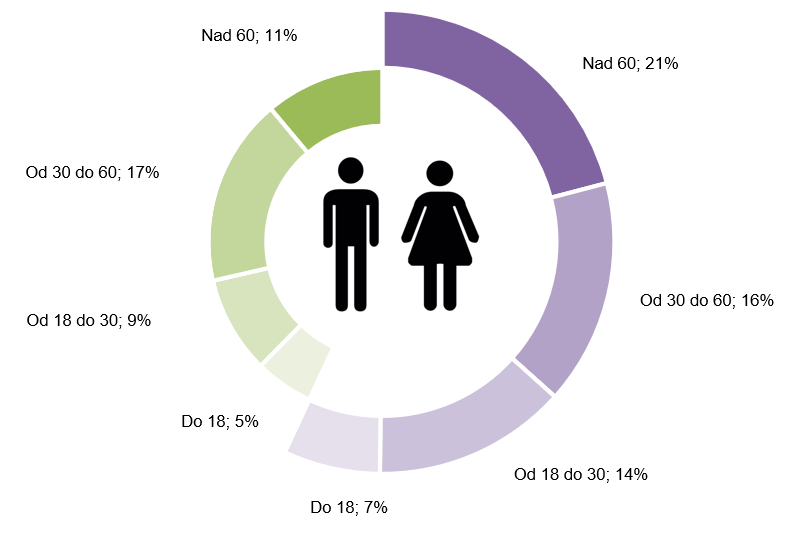 Nad 60; 11%
Nad 60; 21%
Od 30 do 60; 17%
Od 30 do 60; 16%
Od 18 do 30; 9%
Do 18; 5%
Od 18 do 30; 14%
Do 18; 7%